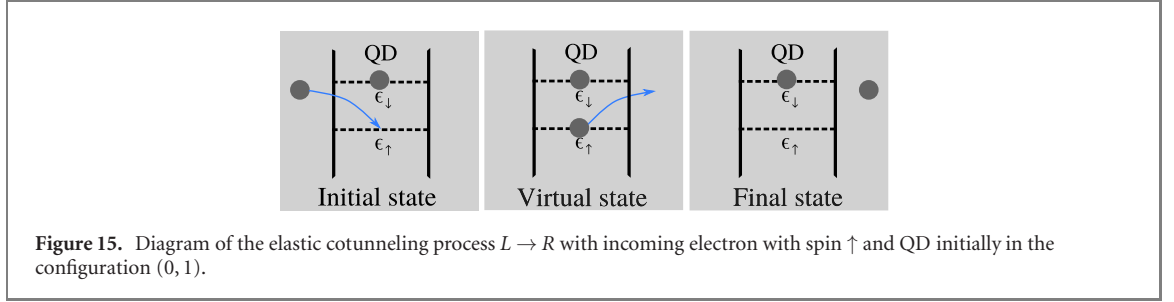 QD
QD
QD
ϵ↓
ϵ↓
ϵ↓
ϵ↑
ϵ↑
ϵ↑
Initial state
Virtual state
Final state
Figure 15. Diagram of the elastic cotunneling process L → R with incoming electron with spin ↑ and QD initially in the
configuration (0, 1).